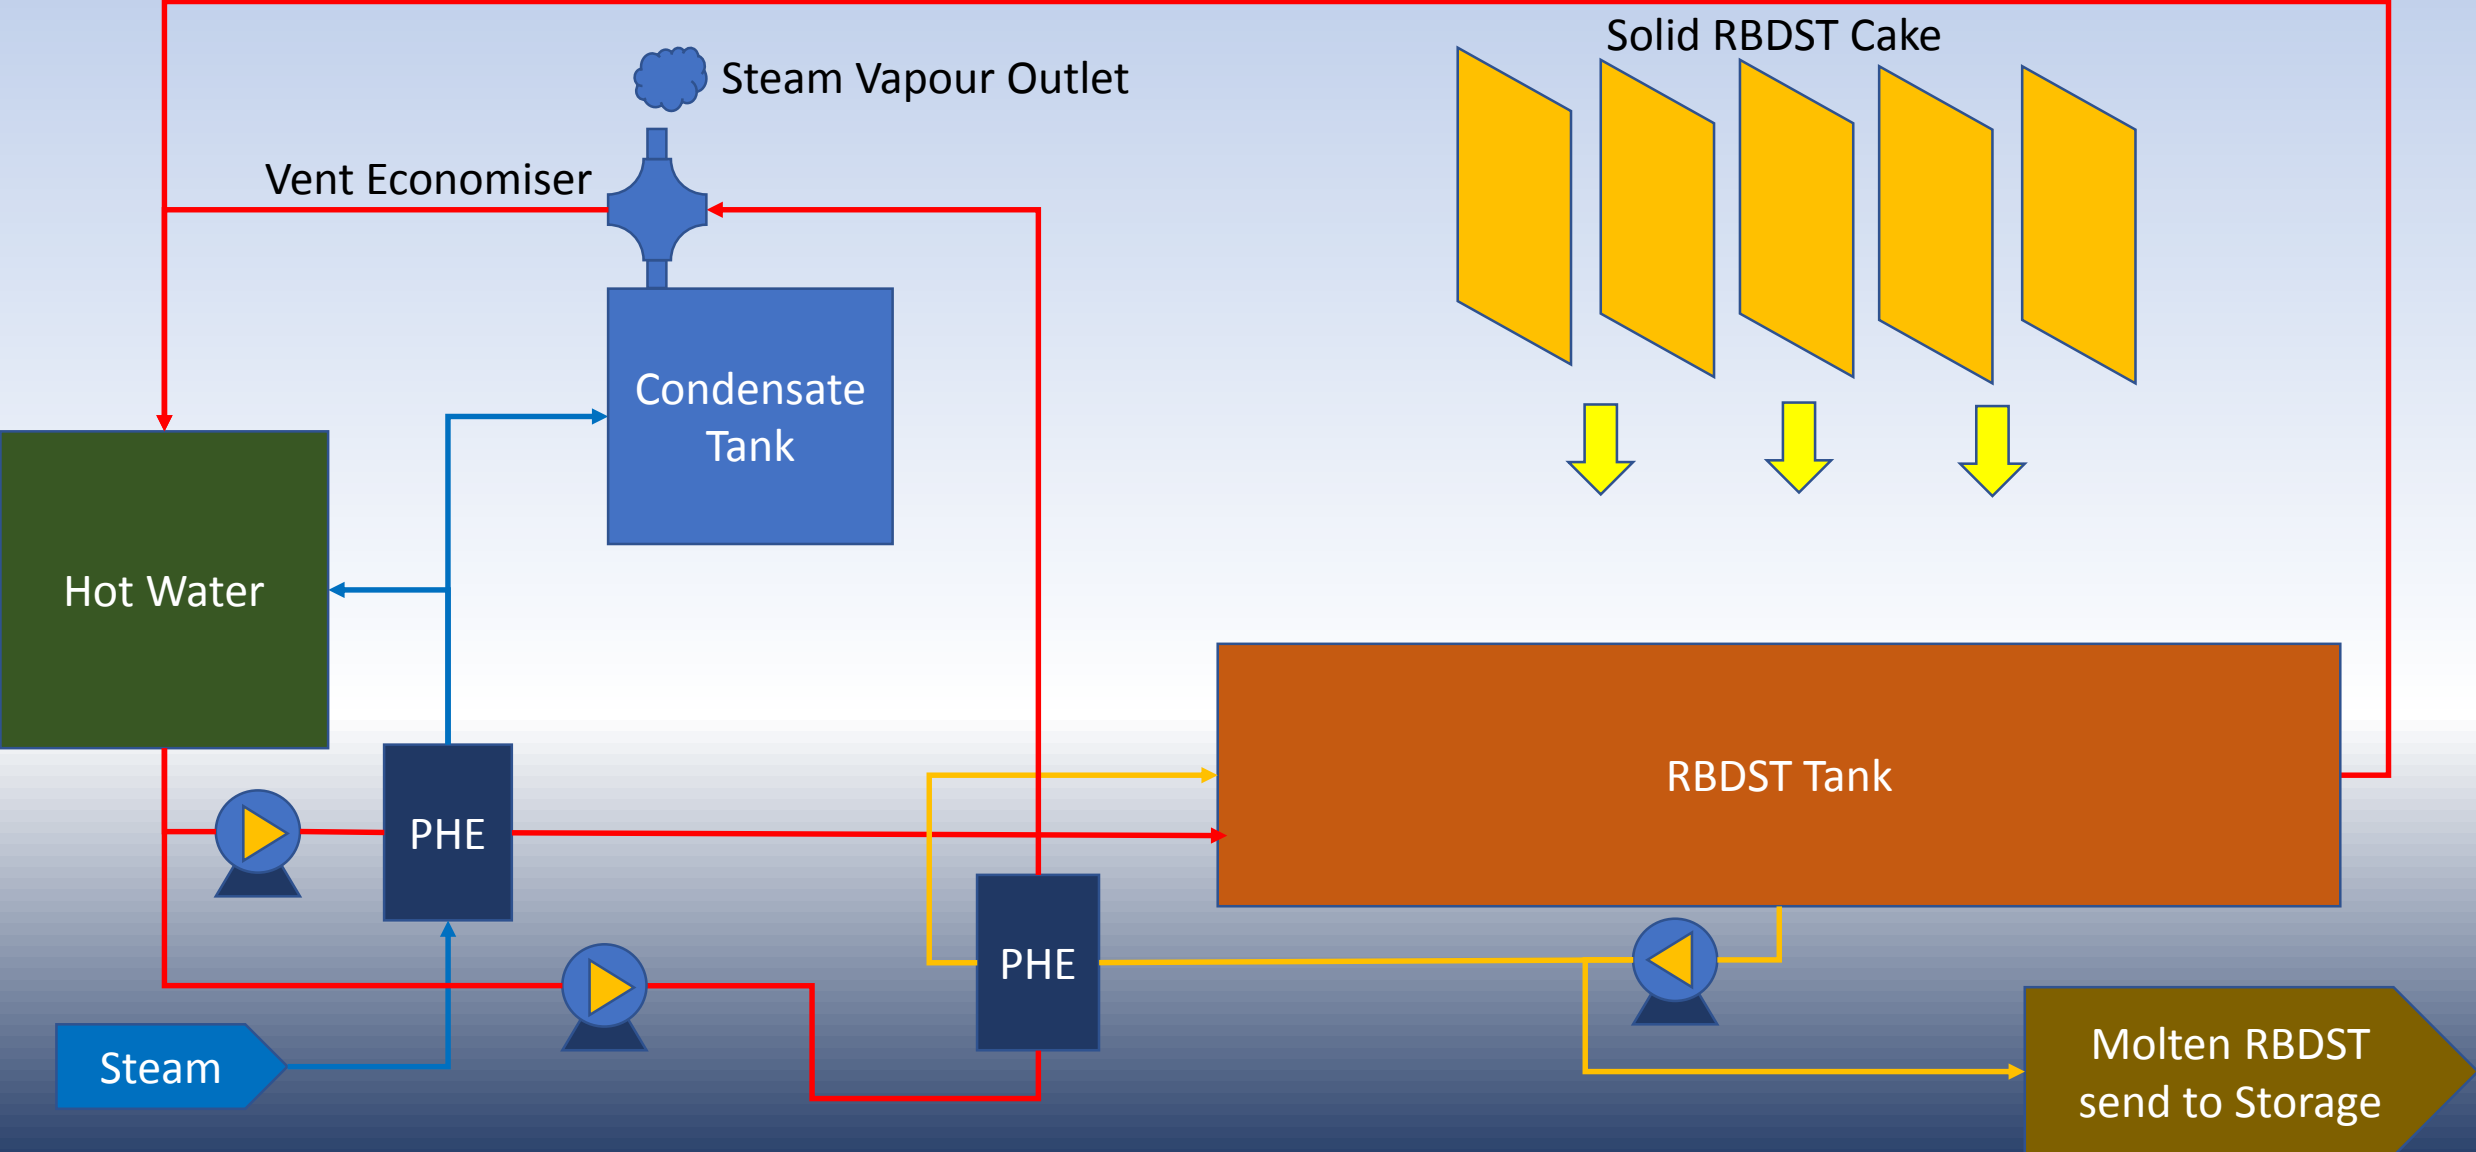 Solid RBDST Cake
Steam Vapour Outlet
Vent Economiser
Condensate
Tank
Hot Water
RBDST Tank
PHE
PHE
Steam
Molten RBDST
send to Storage